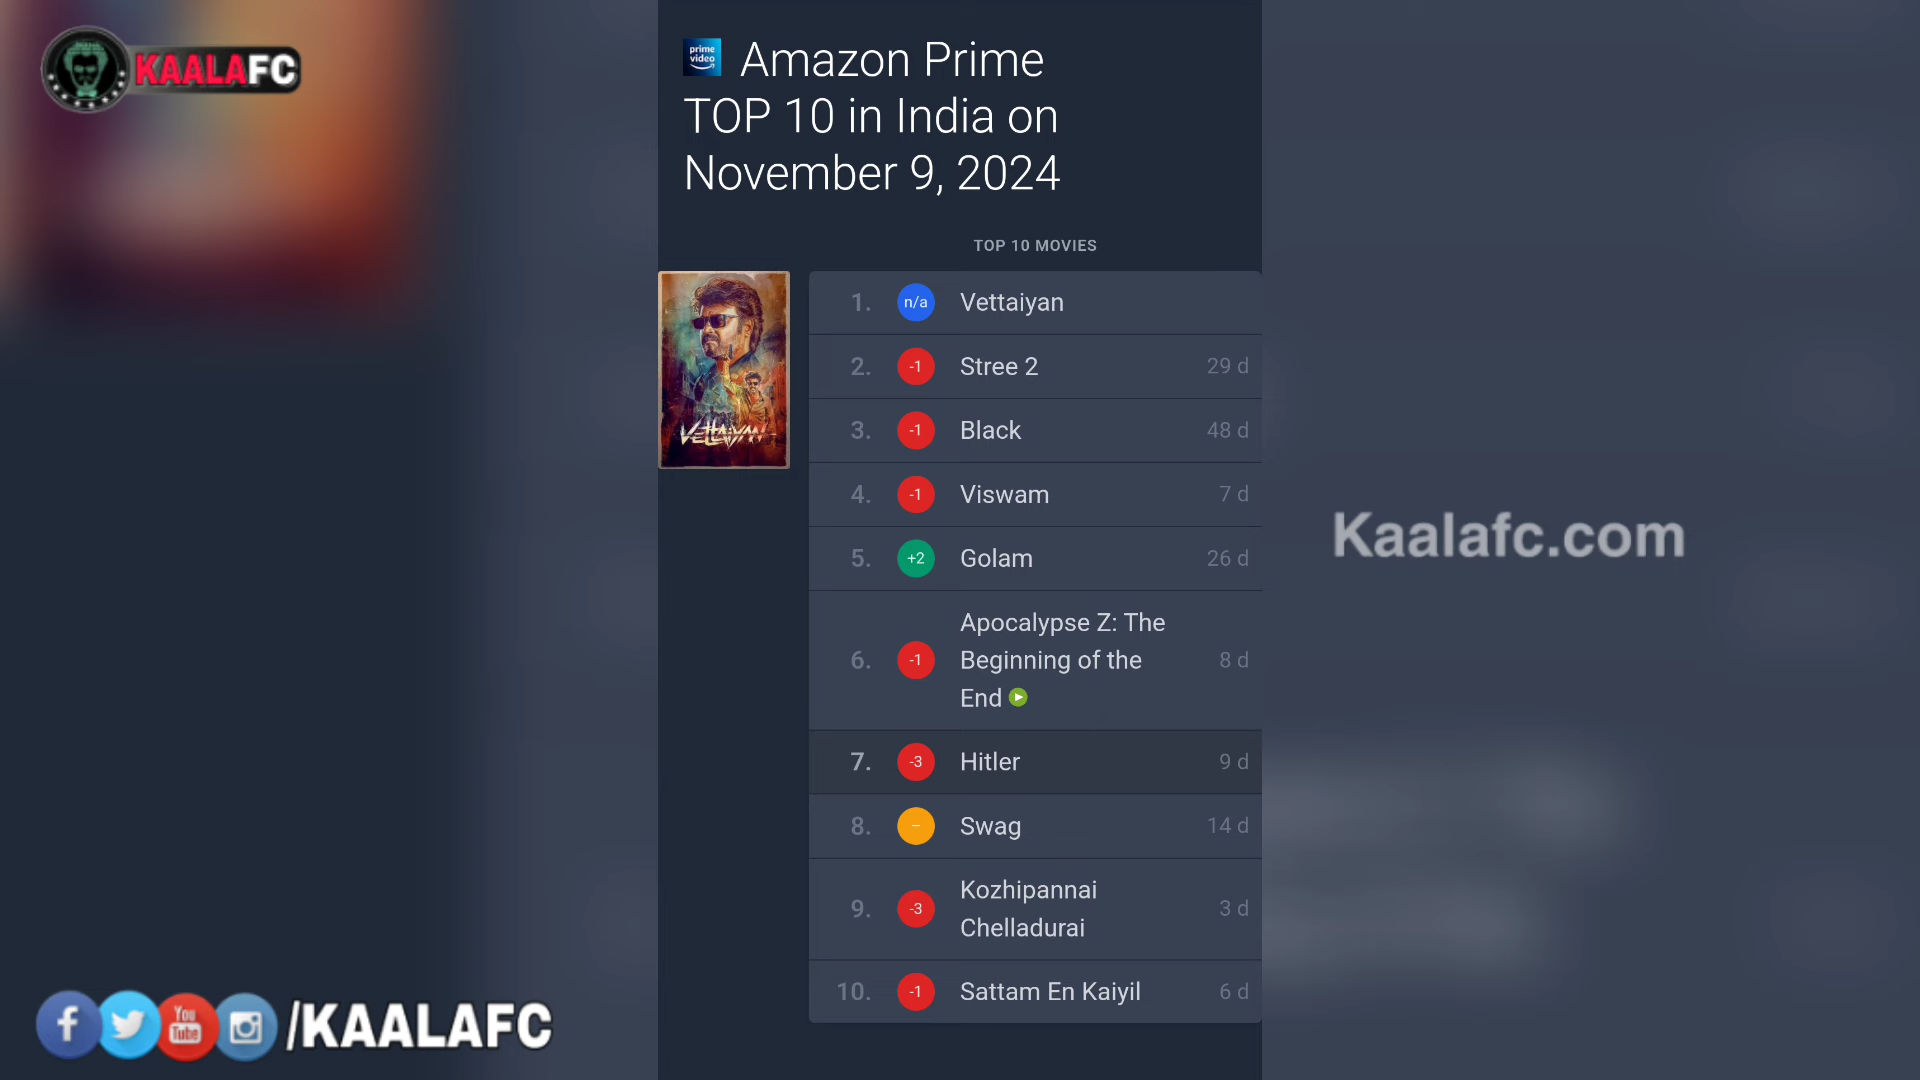 KAALAFC
prime
video
Amazon Prime
TOP 10 in India on
November 9, 2024
TOP 10 MOVIES
VETTAIYAN
1. n/a Vettaiyan
2. -1 Stree 2 29 d
3. -1 Black 48 d
4. -1 Viswam 7 d
5. +2 Golam 26 d
Apocalypse Z: The
6. -1 Beginning of the 8 d
End
7. -3 Hitler 9 d
8. – Swag 14 d
Kozhipannai
9. -3 3 d
Chelladurai
10. -1 Sattam En Kaiyil 6 d
Kaalafc.com
You
Tube
/KAALAFC